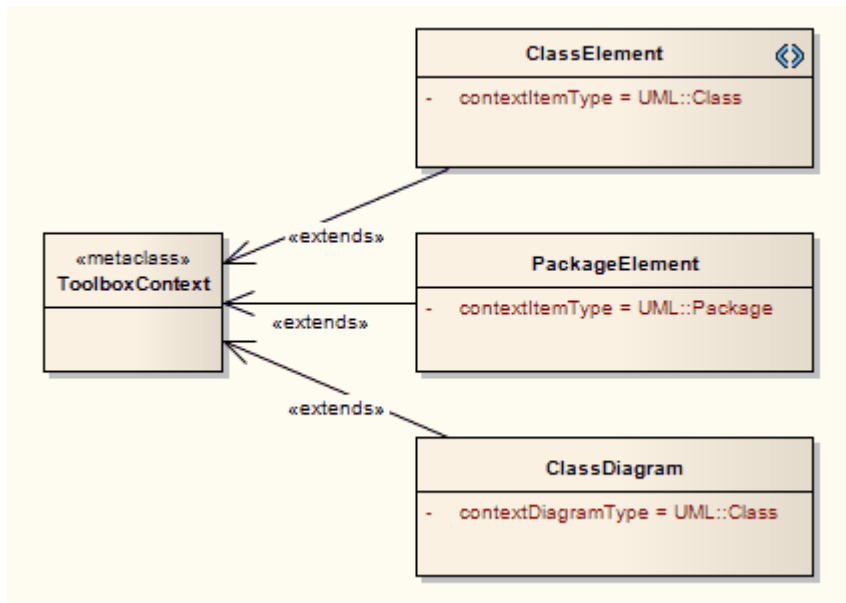 ClassElement
- contextItemType = UML::Class
«extends»
«metaclass»
ToolboxContext
PackageElement
- contextItemType = UML::Package
«extends»
«extends»
ClassDiagram
- contextDiagramType = UML::Class